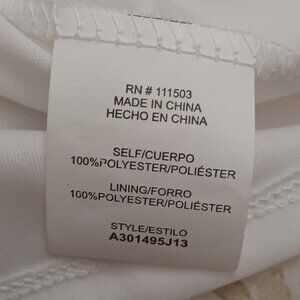 RN # 111503
MADE IN CHINA
HECHO EN CHINA
SELF/CUERPO
100%POLYESTER/POLIÉSTER
LINING/FORRO
100%POLYESTER/POLIÉSTER
STYLE/ESTILO
A301495J13